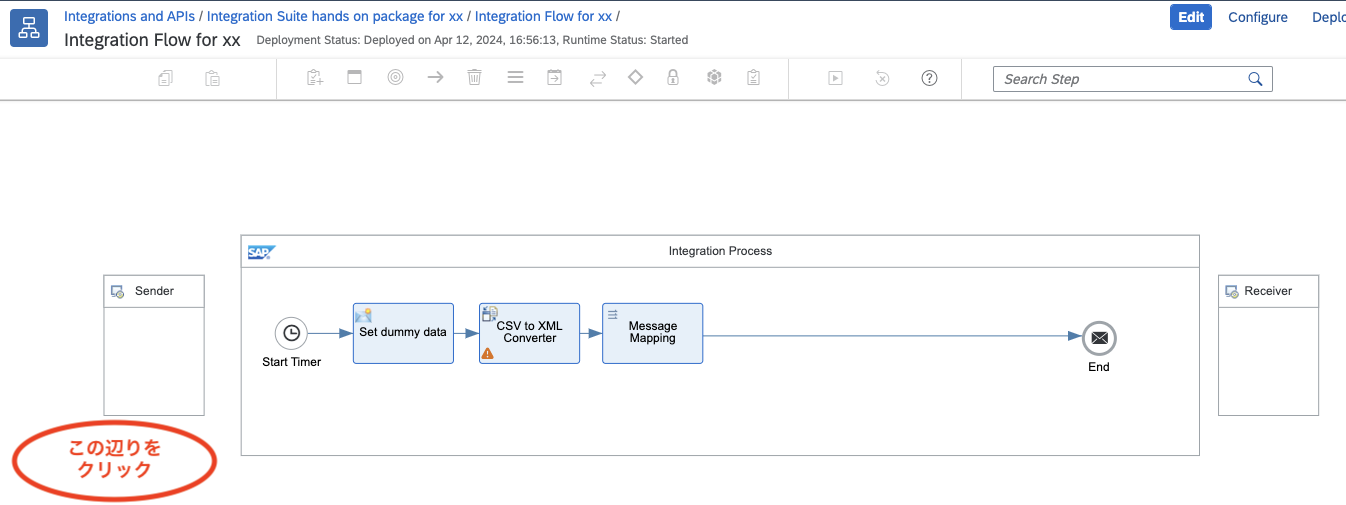 Integrations and APIs / Integration Suite hands on package for xx / Integration Flow for xx /
Edit Configure Deplo
Integration Flow for xx Deployment Status: Deployed on Apr 12, 2024, 16:56:13, Runtime Status: Started
Search Step
SAP Integration Process
Sender
Receiver
Set dummy data
CSV to XML
Converter
Message
Mapping
Start Timer
End
この辺りを
クリック